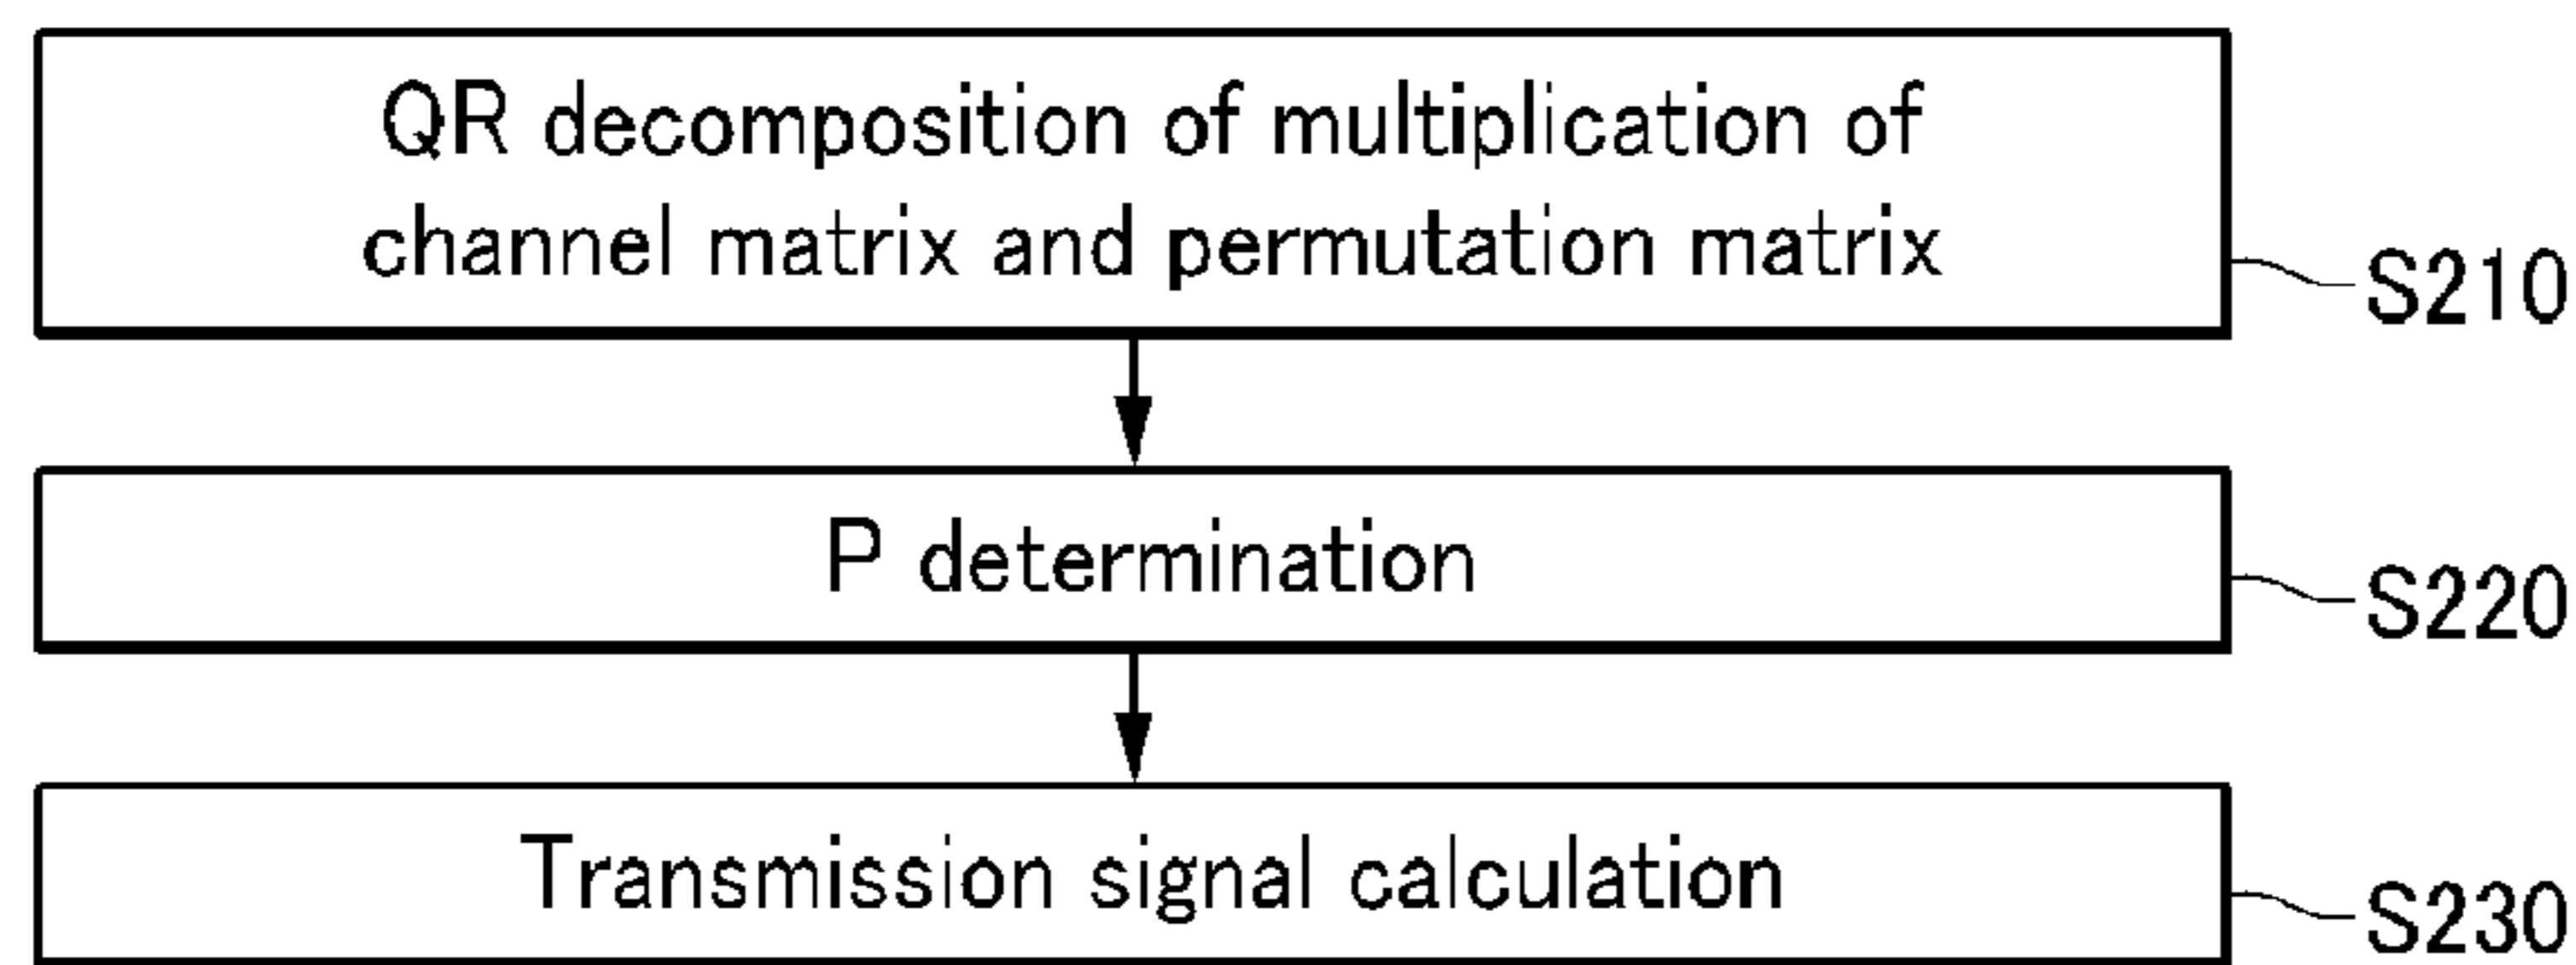 QR decomposition of multiplication of
channel matrix and permutation matrix
S210
P determination
S220
Transmission signal calculation
S230